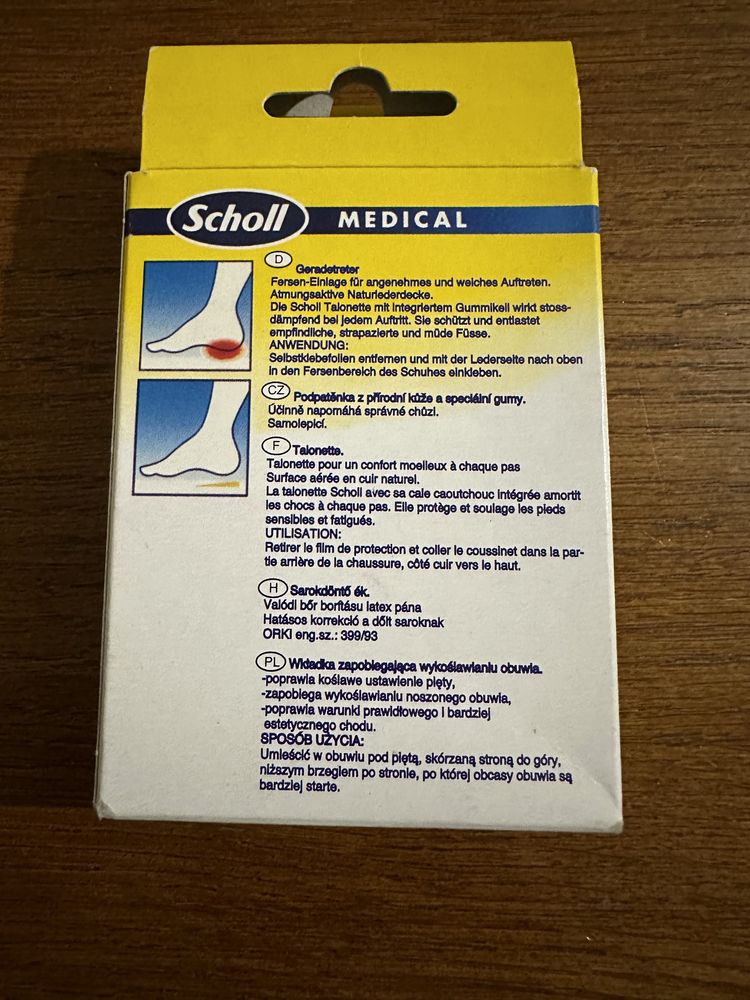 Scholl MEDICAL
D
Geradetreter
Fersen-Einlage für angenehmes und weiches Auftreten.
Atmungsaktive Naturlederdecke.
Die Scholl Talonette mit integriertem Gummikeil wirkt stoss-
dämpfend bei jedem Auftritt. Sie schützt und entlastet
empfindliche, strapazierte und müde Füsse.
ANWENDUNG:
Selbstklebefolien entfernen und mit der Lederseite nach oben
in den Fersenbereich des Schuhes einkleben.
CZ Podpatěnka z přírodní kůže a speciální gumy.
Účinně napomáhá správné chůzi.
Samolepící.
F Talonette.
Talonette pour un confort moelleux à chaque pas
Surface aérée en cuir naturel.
La talonette Scholl avec sa cale caoutchouc intégrée amortit
les chocs à chaque pas. Elle protège et soulage les pieds
sensibles et fatigués.
UTILISATION:
Retirer le film de protection et coller le coussinet dans la par-
tie arrière de la chaussure, côté cuir vers le haut.
H Sarokdöntő ék.
Valódi bőr borítású latex párna
Hatásos korrekció a dőlt saroknak
ORKI eng.sz.: 399/93
PL Wkładka zapobiegająca wykoślawianiu obuwia.
-poprawia koślawe ustawienie pięty,
-zapobiega wykoślawianiu noszonego obuwia,
-poprawia warunki prawidłowego i bardziej
estetycznego chodu.
SPOSÓB UŻYCIA:
Umieścić w obuwiu pod piętą, skórzaną stroną do góry,
niższym brzegiem po stronie, po której obcasy obuwia są
bardziej starte.